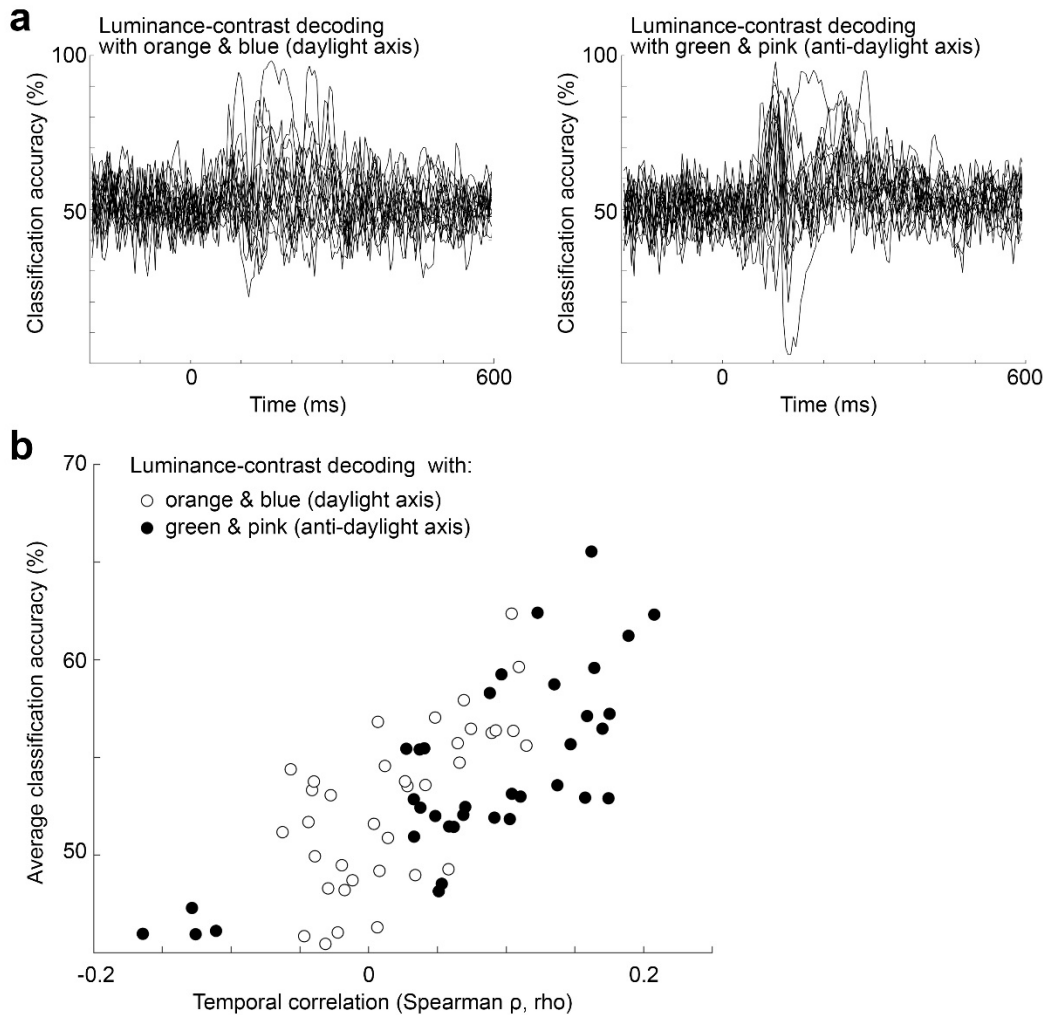 a
Luminance-contrast decoding
with orange & blue (daylight axis)
100
50
Classification accuracy (%)
0
600
Time (ms)
Luminance-contrast decoding
with green & pink (anti-daylight axis)
100
50
Classification accuracy (%)
0
600
Time (ms)
b
70
60
50
Average classification accuracy (%)
Luminance-contrast decoding with:
orange & blue (daylight axis)
green & pink (anti-daylight axis)
-0.2
0
0.2
Temporal correlation (Spearman ρ, rho)